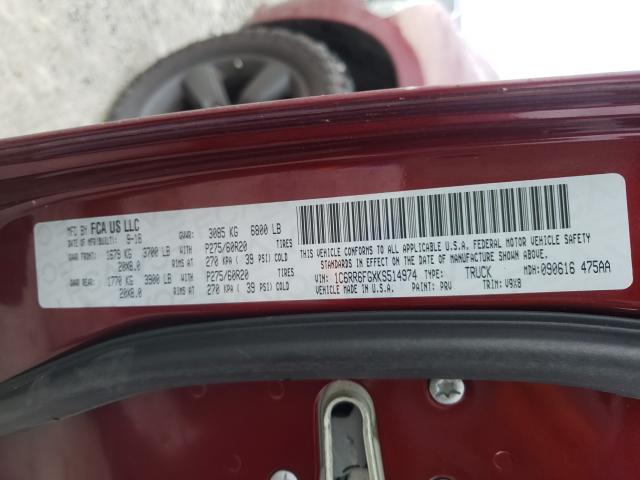 MFD BY FCA US LLC
DATE OF MFR/(BUILT): 9-18 GVWR: 3085 KG 6800 LB
GAWR FRONT: 1679 KG 3700 LB WITH P275/60R20 TIRES
20X8.0 RIMS AT 270 KPA ( 39 PSI) COLD
GAWR REAR: 1770 KG 3900 LB WITH P275/60R20 TIRES
20X8.0 RIMS AT 270 KPA ( 39 PSI) COLD
THIS VEHICLE CONFORMS TO ALL APPLICABLE U.S.A. FEDERAL MOTOR VEHICLE SAFETY
STANDARDS IN EFFECT ON THE DATE OF MANUFACTURE SHOWN ABOVE.
VIN: 1C6RR6FGXKS514974 TYPE: TRUCK MDH: 090616 475AA
VEHICLE MADE IN U.S.A. PAINT: PRV TRIM: V9X8